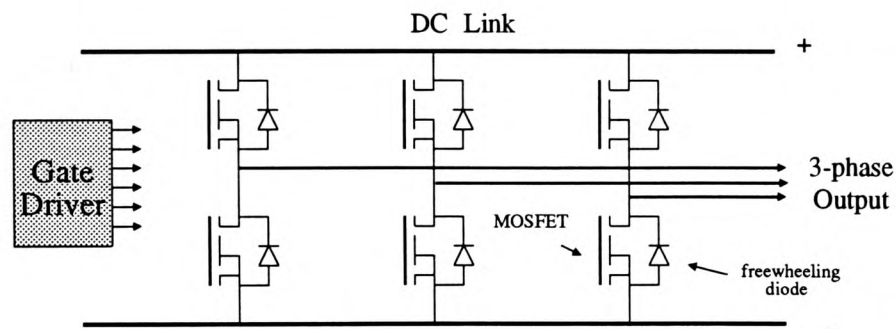 DC Link
+
Gate
Driver
3-phase
Output
MOSFET
freewheeling
diode